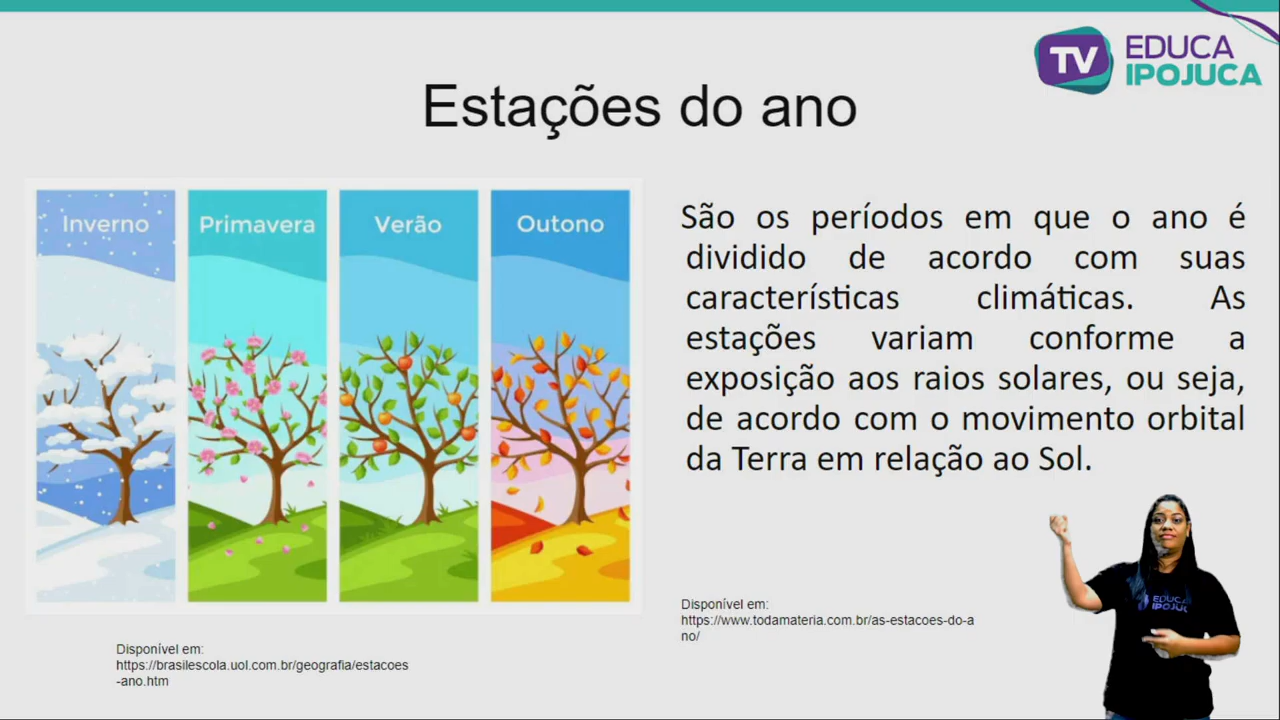 TV EDUCA
IPOJUCA
Estações do ano
Inverno
Primavera
Verão
Outono
São os períodos em que o ano é
dividido de acordo com suas
características climáticas. As
estações variam conforme a
exposição aos raios solares, ou seja,
de acordo com o movimento orbital
da Terra em relação ao Sol.
Disponível em:
https://www.todamateria.com.br/as-estacoes-do-a
no/
Disponível em:
https://brasilescola.uol.com.br/geografia/estacoes
-ano.htm